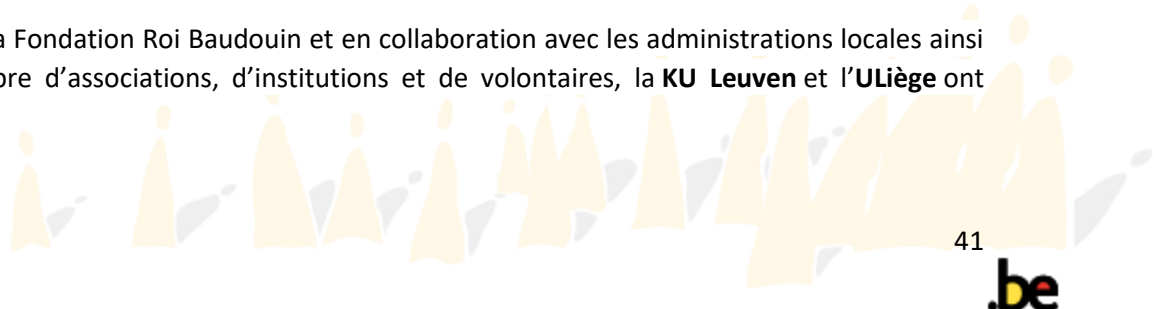 a Fondation Roi Baudouin et en collaboration avec les administrations locales ainsi
bre d’associations, d’institutions et de volontaires, la KU Leuven et l’ULiège ont
41
.be